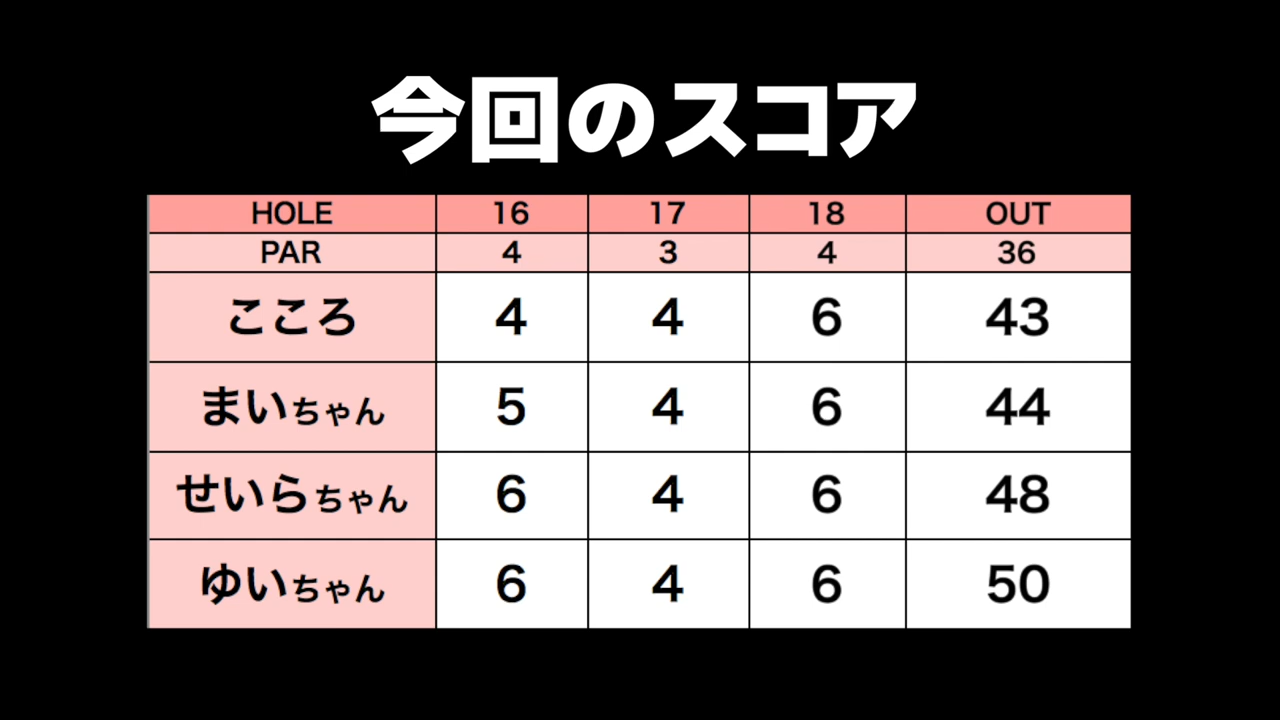 今回のスコア
HOLE 16 17 18 OUT
PAR 4 3 4 36
こころ 4 4 6 43
まいちゃん 5 4 6 44
せいらちゃん 6 4 6 48
ゆいちゃん 6 4 6 50